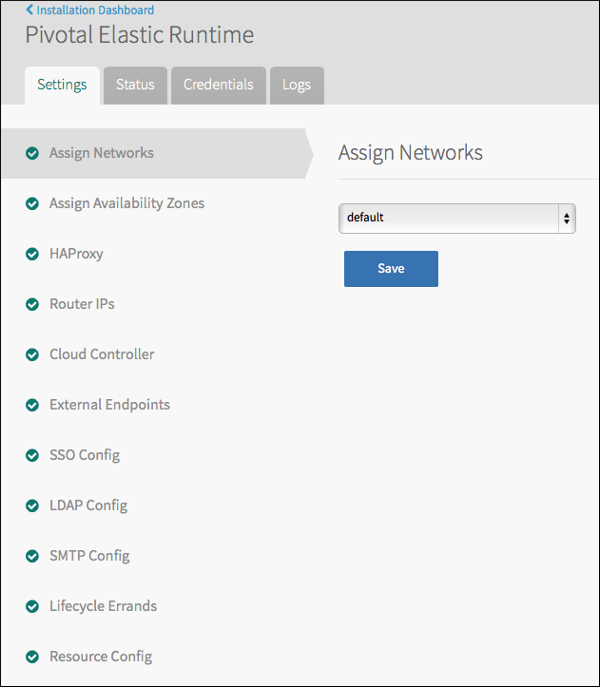 Installation Dashboard
Pivotal Elastic Runtime
Settings
Status
Credentials
Logs
Assign Networks
Assign Availability Zones
HAProxy
Router IPs
Cloud Controller
External Endpoints
SSO Config
LDAP Config
SMTP Config
Lifecycle Errands
Resource Config
Assign Networks
default
Save